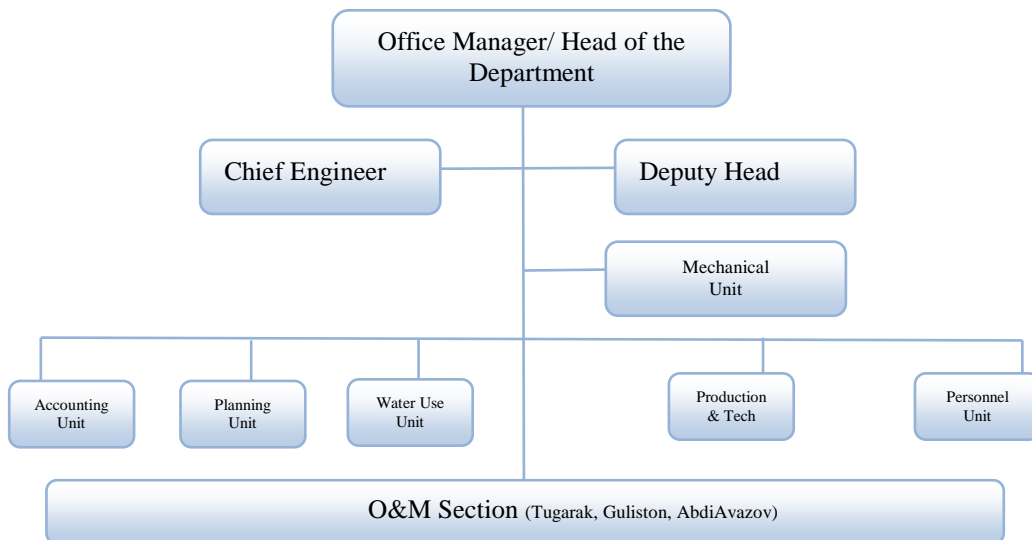 Office Manager/ Head of the
Department
Chief Engineer
Deputy Head
Mechanical
Unit
Accounting
Unit
Planning
Unit
Water Use
Unit
Production
& Tech
Personnel
Unit
O&M Section (Tugarak, Guliston, AbdiAvazov)